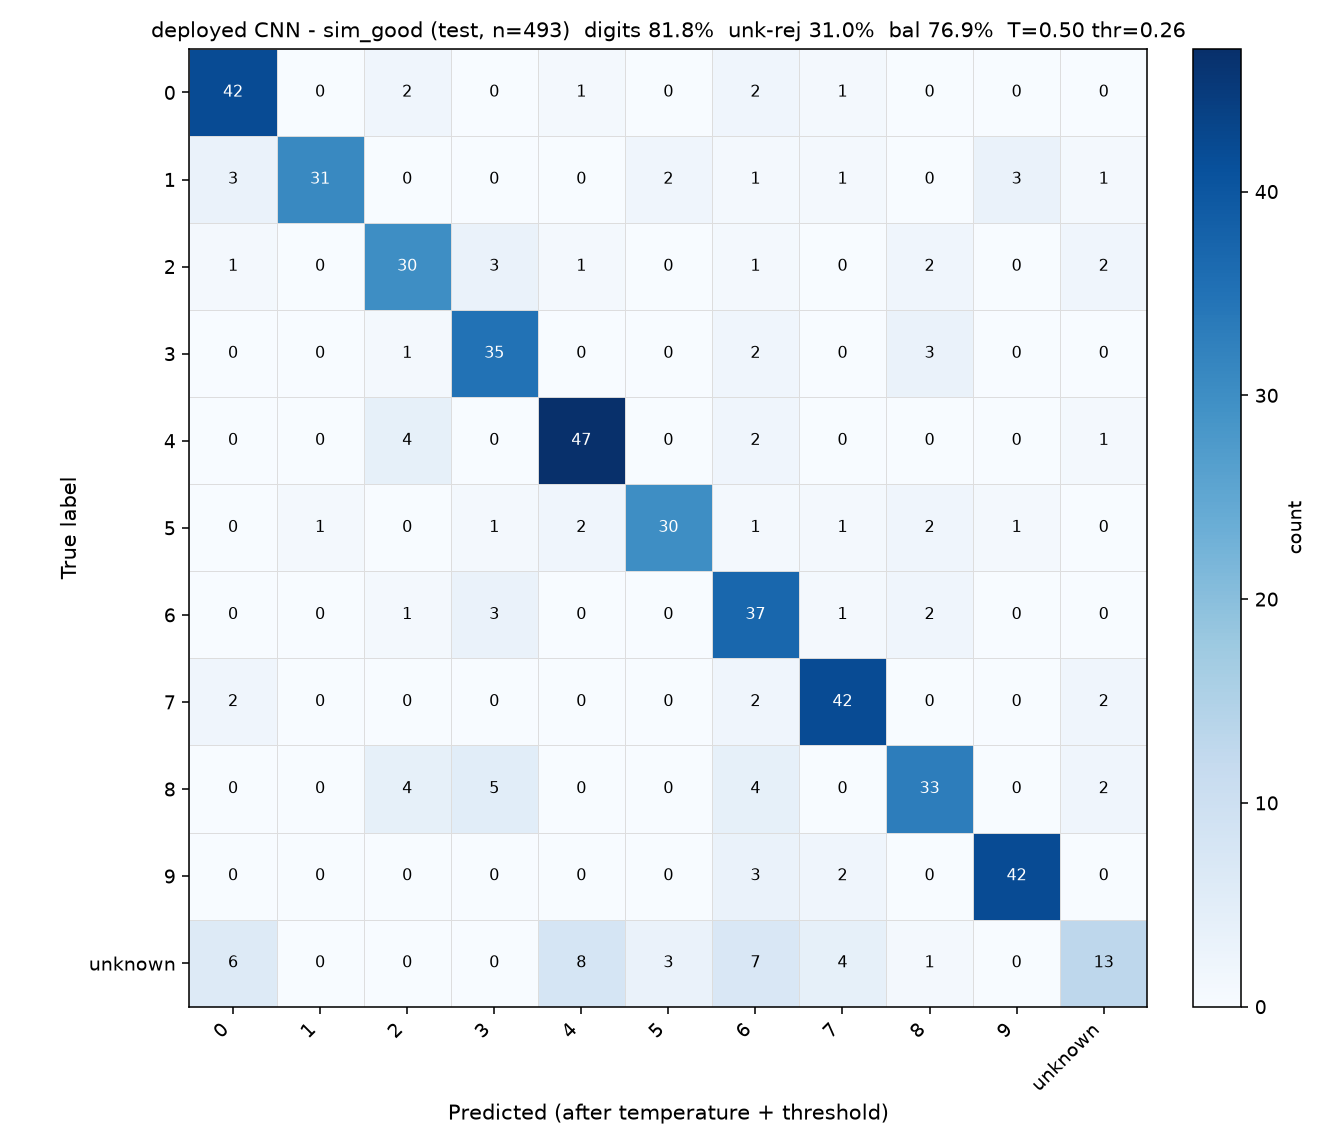 deployed CNN - sim_good (test, n=493)  digits 81.8%  unk-rej 31.0%  bal 76.9%  T=0.50 thr=0.26
0 42 0 2 0 1 0 2 1 0 0 0
1 3 31 0 0 0 2 1 1 0 3 1
2 1 0 30 3 1 0 1 0 2 0 2
3 0 0 1 35 0 0 2 0 3 0 0
4 0 0 4 0 47 0 2 0 0 0 1
5 0 1 0 1 2 30 1 1 2 1 0
6 0 0 1 3 0 0 37 1 2 0 0
7 2 0 0 0 0 0 2 42 0 0 2
8 0 0 4 5 0 0 4 0 33 0 2
9 0 0 0 0 0 0 3 2 0 42 0
unknown 6 0 0 0 8 3 7 4 1 0 13
0 1 2 3 4 5 6 7 8 9 unknown
Predicted (after temperature + threshold)
True label
40
30
20
10
0
count